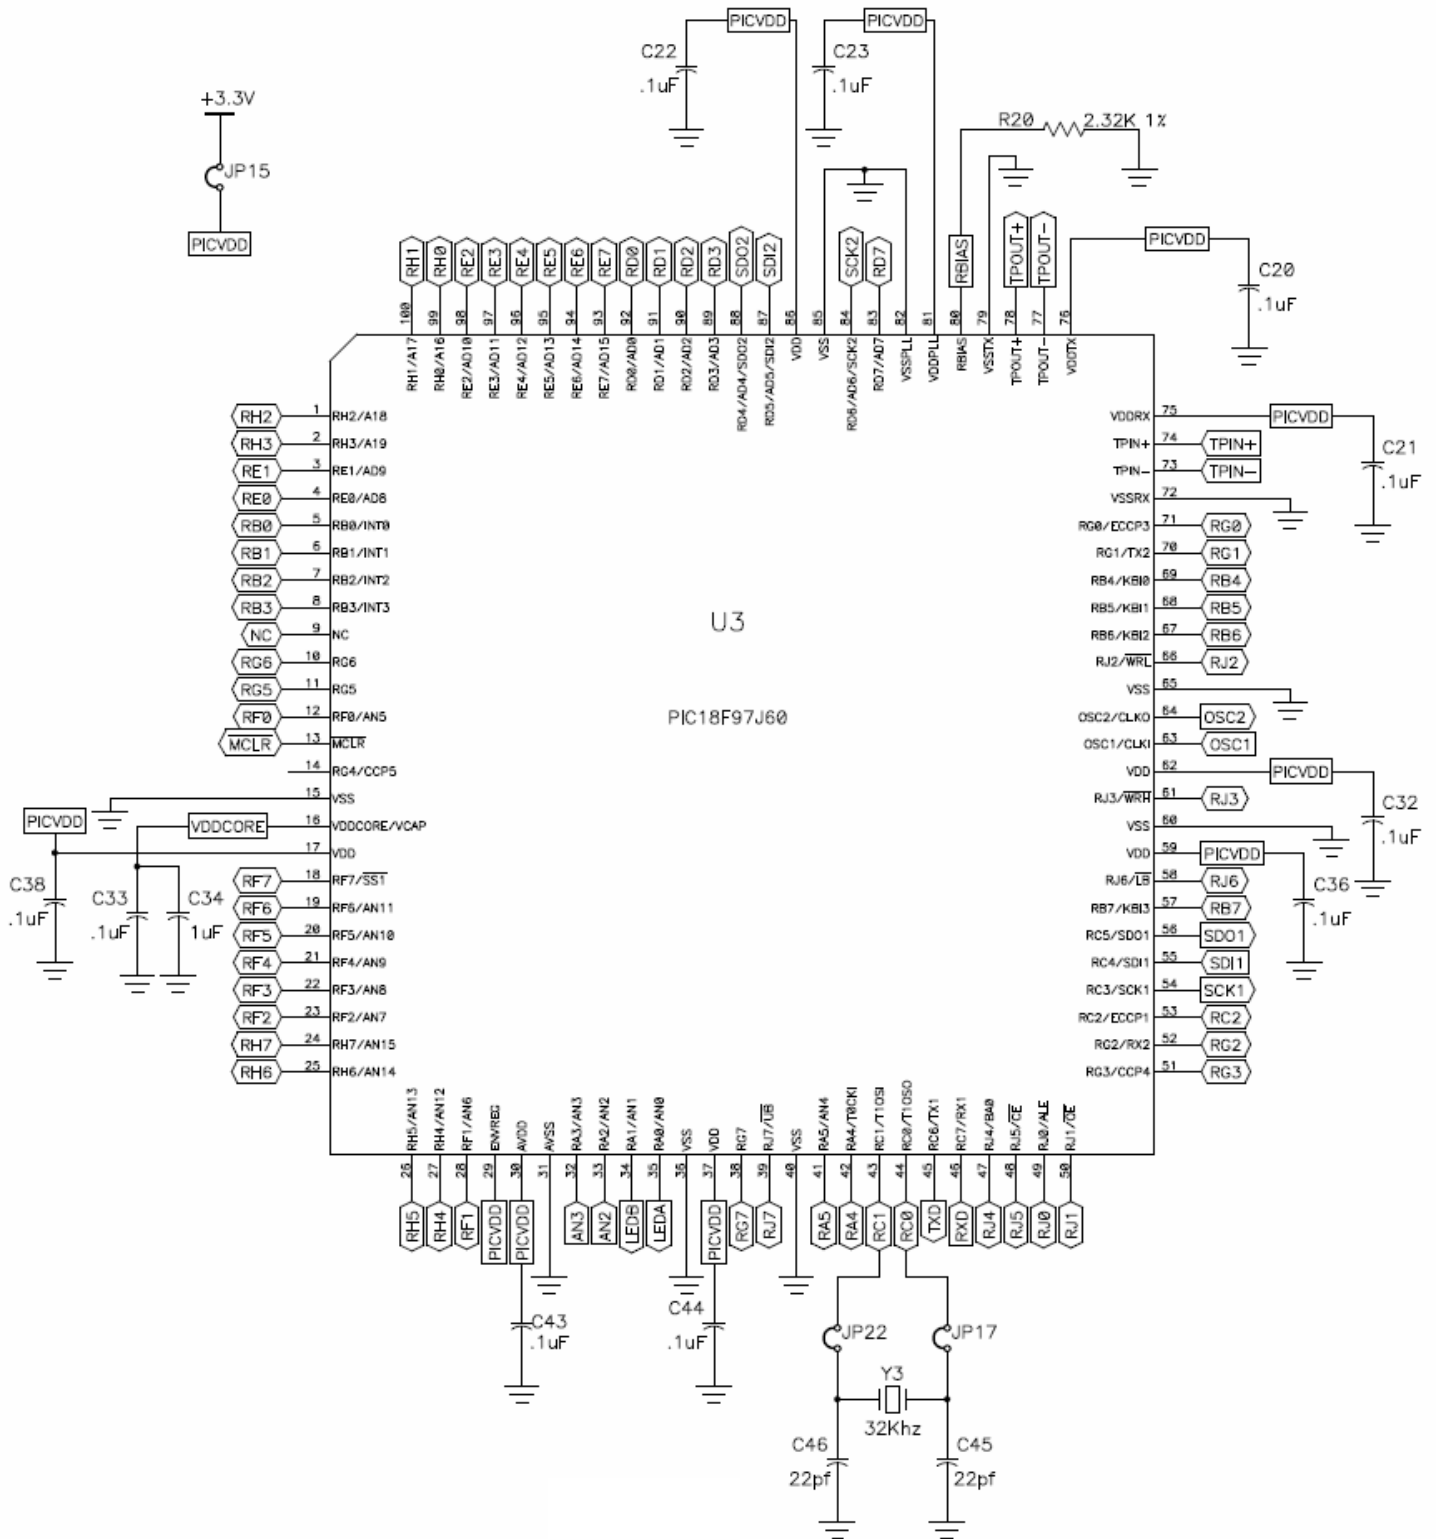 PICVDD
PICVDD
C22
.1uF
C23
.1uF
+3.3V
JP15
PICVDD
R20 2.32K 1%
PICVDD
C20
.1uF
RH1 RH0 RE2 RE3 RE4 RE5 RE6 RE7 RD0 RD1 RD2 RD3 SDO2 SDI2 SCK2 RD7 RBIAS TPOUT+ TPOUT-
100 99 98 97 96 95 94 93 92 91 90 89 88 87 86 85 84 83 82 81 80 79 78 77 76
RH1/A17
RH0/A16
RE2/AD10
RE3/AD11
RE4/AD12
RE5/AD13
RE6/AD14
RE7/AD15
RD0/AD0
RD1/AD1
RD2/AD2
RD3/AD3
RD4/AD4/SDO2
RD5/AD5/SDI2
VDD
VSS
RD6/AD6/SCK2
RD7/AD7
VSSPLL
VDDPLL
RBIAS
VSSTX
TPOUT+
TPOUT-
VDDTX
RH2 1 RH2/A18
RH3 2 RH3/A19
RE1 3 RE1/AD9
RE0 4 RE0/AD8
RB0 5 RB0/INT0
RB1 6 RB1/INT1
RB2 7 RB2/INT2
RB3 8 RB3/INT3
NC 9 NC
RG6 10 RG6
RG5 11 RG5
RF0 12 RF0/AN5
MCLR 13 MCLR
14 RG4/CCP5
15 VSS
VDDCORE 16 VDDCORE/VCAP
PICVDD
17 VDD
RF7 18 RF7/SS1
RF6 19 RF6/AN11
RF5 20 RF5/AN10
RF4 21 RF4/AN9
RF3 22 RF3/AN8
RF2 23 RF2/AN7
RH7 24 RH7/AN15
RH6 25 RH6/AN14
C38
.1uF
C33
.1uF
C34
1uF
U3
PIC18F97J60
VDDRX 75 PICVDD
TPIN+ 74 TPIN+
TPIN- 73 TPIN-
VSSRX 72
RG0/ECCP3 71 RG0
RG1/TX2 70 RG1
RB4/KBI0 69 RB4
RB5/KBI1 68 RB5
RB6/KBI2 67 RB6
RJ2/WRL 66 RJ2
VSS 65
OSC2/CLKO 64 OSC2
OSC1/CLKI 63 OSC1
VDD 62 PICVDD
RJ3/WRH 61 RJ3
VSS 60
VDD 59 PICVDD
RJ6/LB 58 RJ6
RB7/KBI3 57 RB7
RC5/SDO1 56 SDO1
RC4/SDI1 55 SDI1
RC3/SCK1 54 SCK1
RC2/ECCP1 53 RC2
RG2/RX2 52 RG2
RG3/CCP4 51 RG3
C21
.1uF
C32
.1uF
C36
.1uF
RH5/AN13
RH4/AN12
RF1/AN6
ENVREG
AVDD
AVSS
RA3/AN3
RA2/AN2
RA1/AN1
RA0/AN0
VSS
VDD
RG7
RJ7/UB
VSS
RA5/AN4
RA4/T0CKI
RC1/T1OSI
RC0/T1OSO
RC6/TX1
RC7/RX1
RJ4/BA0
RJ5/CE
RJ0/ALE
RJ1/OE
26 27 28 29 30 31 32 33 34 35 36 37 38 39 40 41 42 43 44 45 46 47 48 49 50
RH5 RH4 RF1 PICVDD PICVDD AN3 AN2 LEDB LEDA PICVDD RG7 RJ7 RA5 RA4 RC1 RC0 TXD RXD RJ4 RJ5 RJ0 RJ1
C43
.1uF
C44
.1uF
JP22
JP17
Y3
32Khz
C46
22pf
C45
22pf